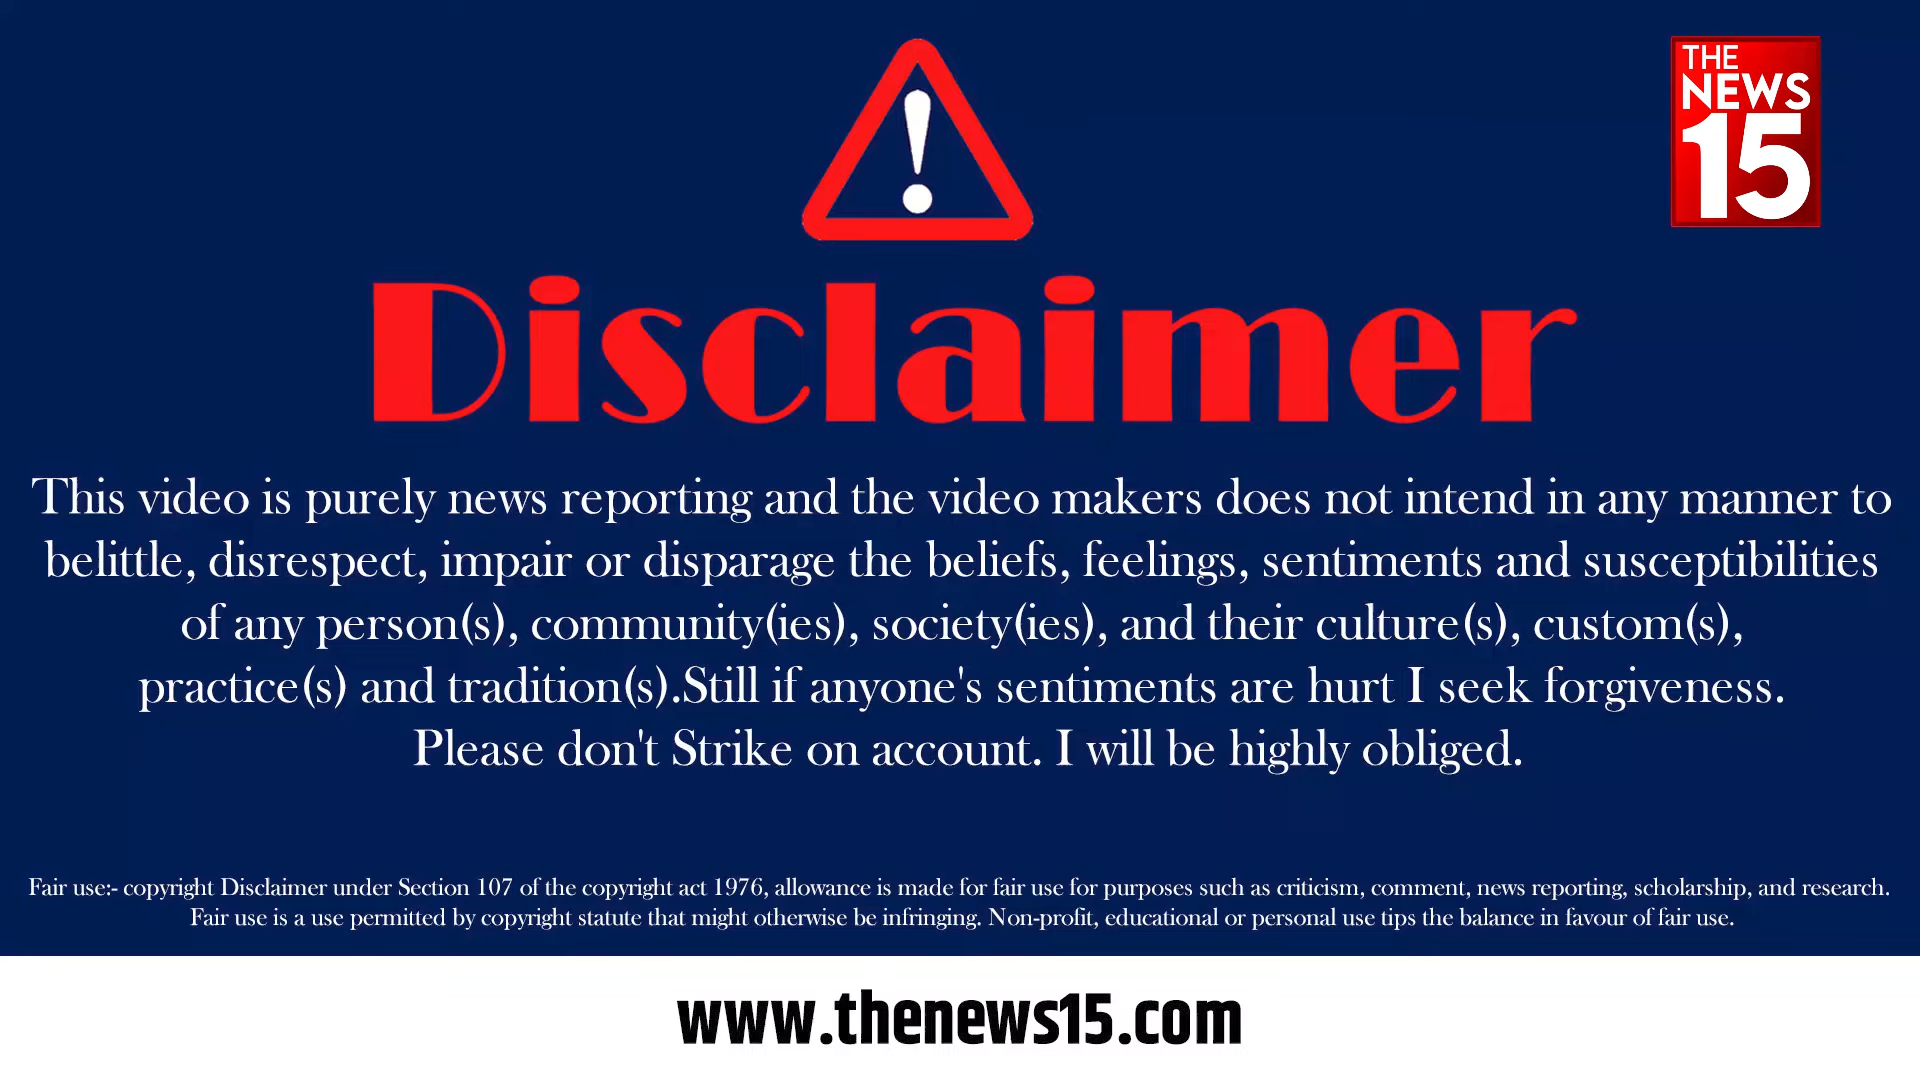 THE
NEWS
15
Disclaimer
This video is purely news reporting and the video makers does not intend in any manner to
belittle, disrespect, impair or disparage the beliefs, feelings, sentiments and susceptibilities
of any person(s), community(ies), society(ies), and their culture(s), custom(s),
practice(s) and tradition(s).Still if anyone's sentiments are hurt I seek forgiveness.
Please don't Strike on account. I will be highly obliged.
Fair use:- copyright Disclaimer under Section 107 of the copyright act 1976, allowance is made for fair use for purposes such as criticism, comment, news reporting, scholarship, and research.
Fair use is a use permitted by copyright statute that might otherwise be infringing. Non-profit, educational or personal use tips the balance in favour of fair use.
www.thenews15.com